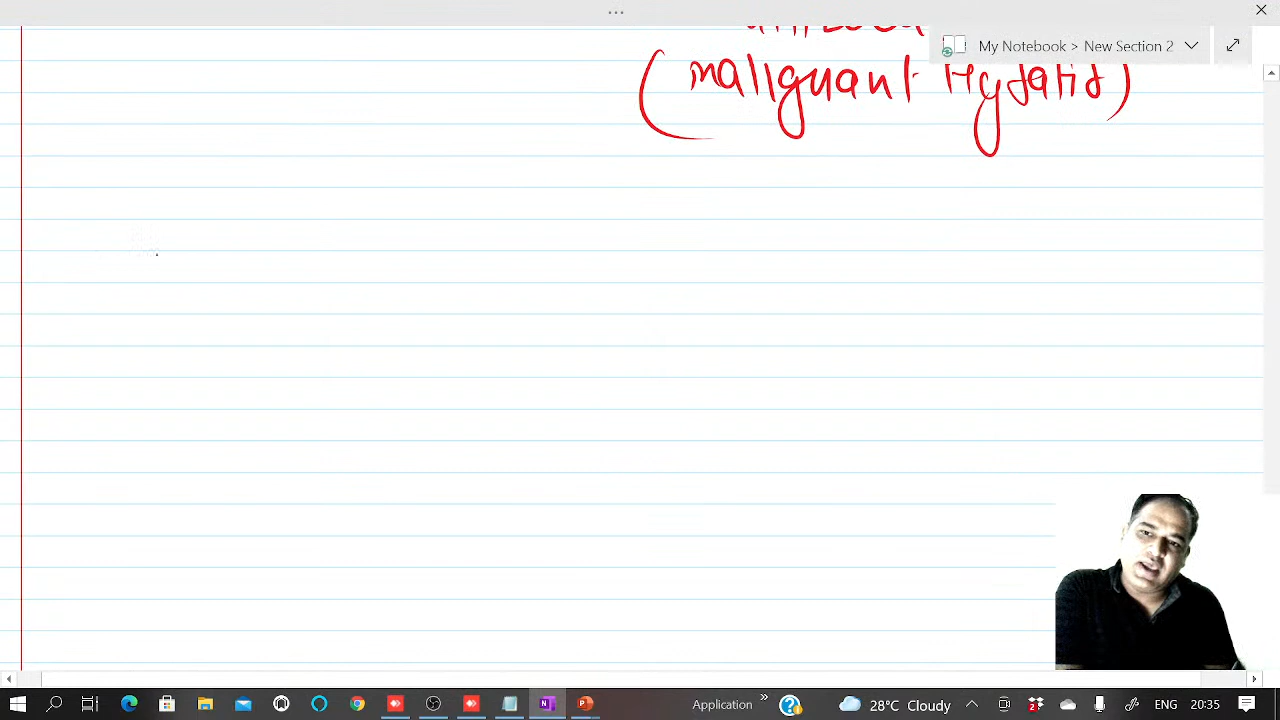 My Notebook > New Section 2
(malignant Hydatid)
Application
28°C Cloudy
ENG
20:35